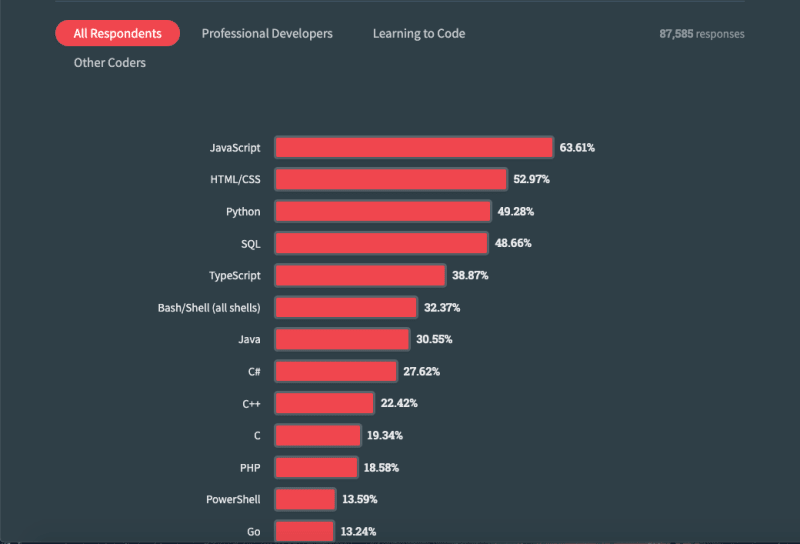 All Respondents Professional Developers Learning to Code 87,585 responses
Other Coders
JavaScript 63.61%
HTML/CSS 52.97%
Python 49.28%
SQL 48.66%
TypeScript 38.87%
Bash/Shell (all shells) 32.37%
Java 30.55%
C# 27.62%
C++ 22.42%
C 19.34%
PHP 18.58%
PowerShell 13.59%
Go 13.24%